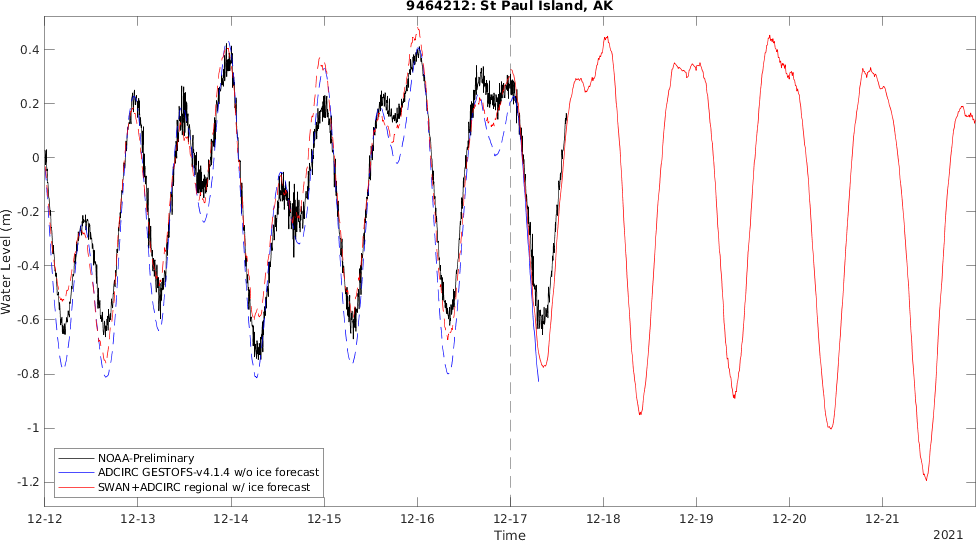 9464212: St Paul Island, AK
0.4
0.2
0
-0.2
-0.4
-0.6
-0.8
-1
-1.2
Water Level (m)
NOAA-Preliminary
ADCIRC GESTOFS-v4.1.4 w/o ice forecast
SWAN+ADCIRC regional w/ ice forecast
12-12 12-13 12-14 12-15 12-16 12-17 12-18 12-19 12-20 12-21
Time
2021